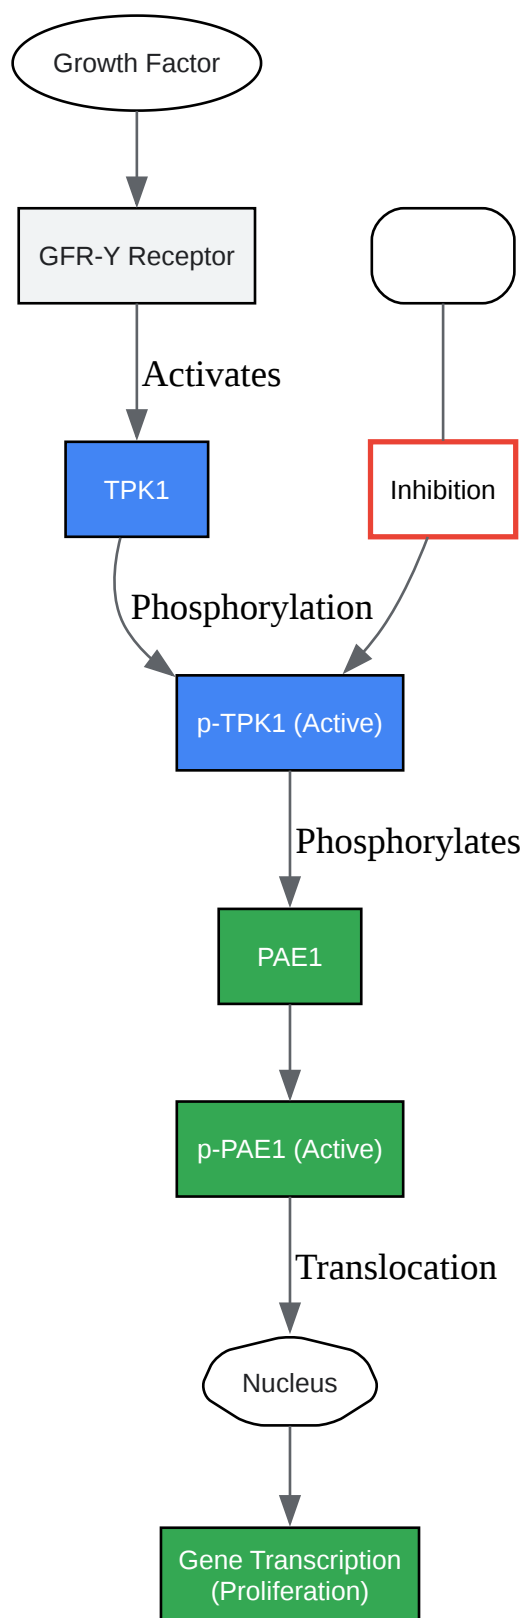 Growth Factor
GFR-Y Receptor
Activates
TPK1
Inhibition
Phosphorylation
p-TPK1 (Active)
Phosphorylates
PAE1
p-PAE1 (Active)
Translocation
Nucleus
Gene Transcription
(Proliferation)